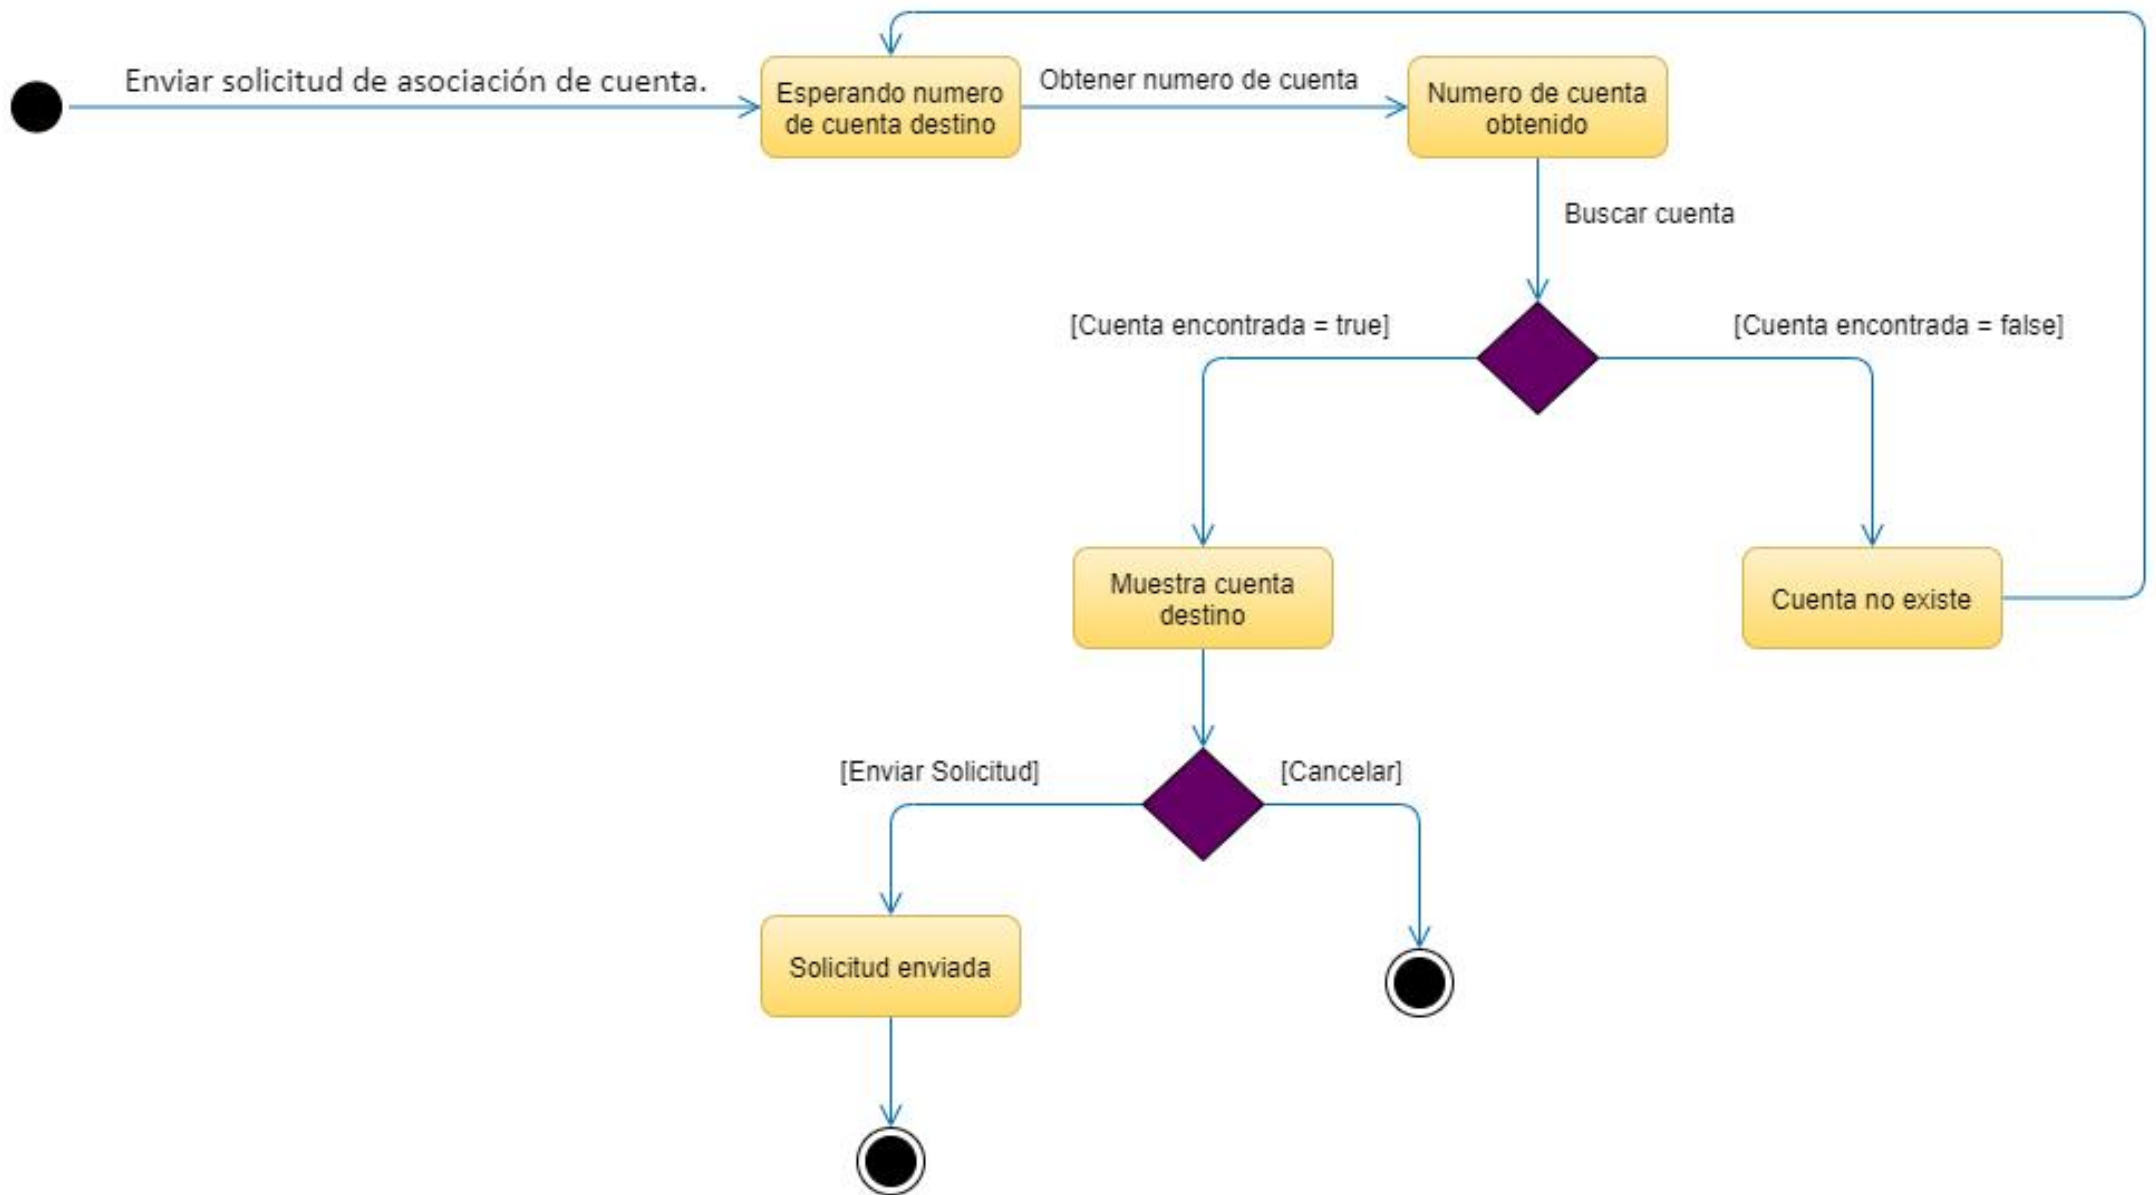 Enviar solicitud de asociación de cuenta.
Esperando numero
de cuenta destino
Obtener numero de cuenta
Numero de cuenta
obtenido
Buscar cuenta
[Cuenta encontrada = true]
[Cuenta encontrada = false]
Muestra cuenta
destino
Cuenta no existe
[Enviar Solicitud]
[Cancelar]
Solicitud enviada